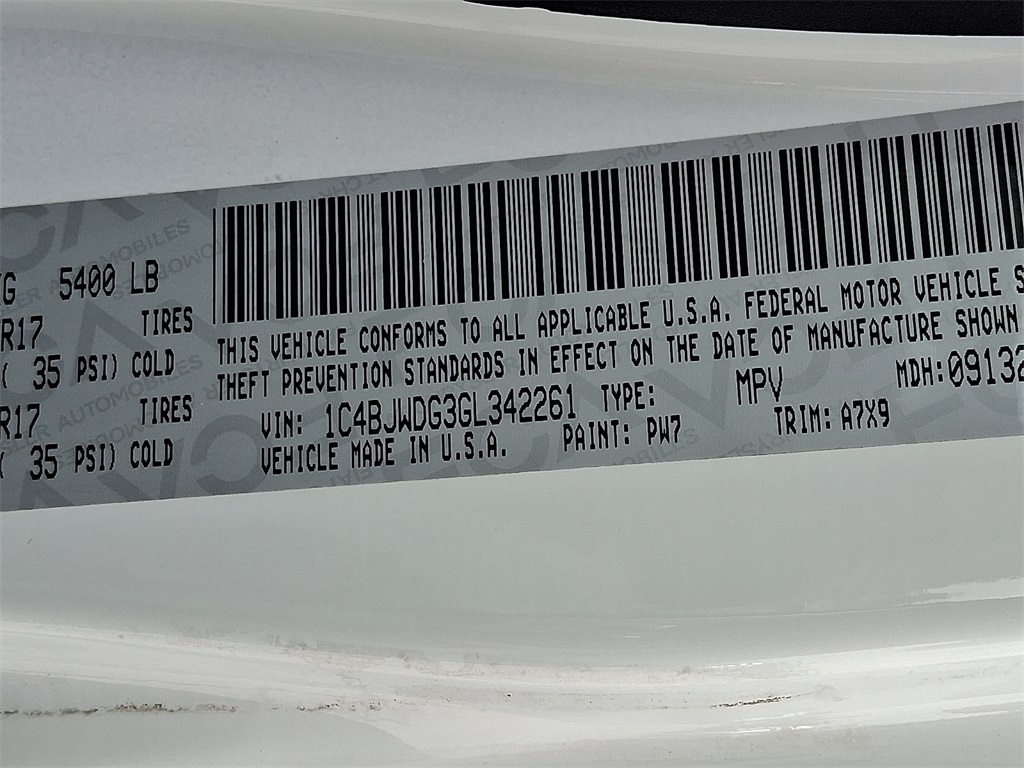 G 5400 LB
R17 TIRES
( 35 PSI) COLD
R17 TIRES
( 35 PSI) COLD
THIS VEHICLE CONFORMS TO ALL APPLICABLE U.S.A. FEDERAL MOTOR VEHICLE S
THEFT PREVENTION STANDARDS IN EFFECT ON THE DATE OF MANUFACTURE SHOWN
VIN: 1C4BJWDG3GL342261 TYPE: MPV MDH:09132
VEHICLE MADE IN U.S.A. PAINT: PW7 TRIM: A7X9